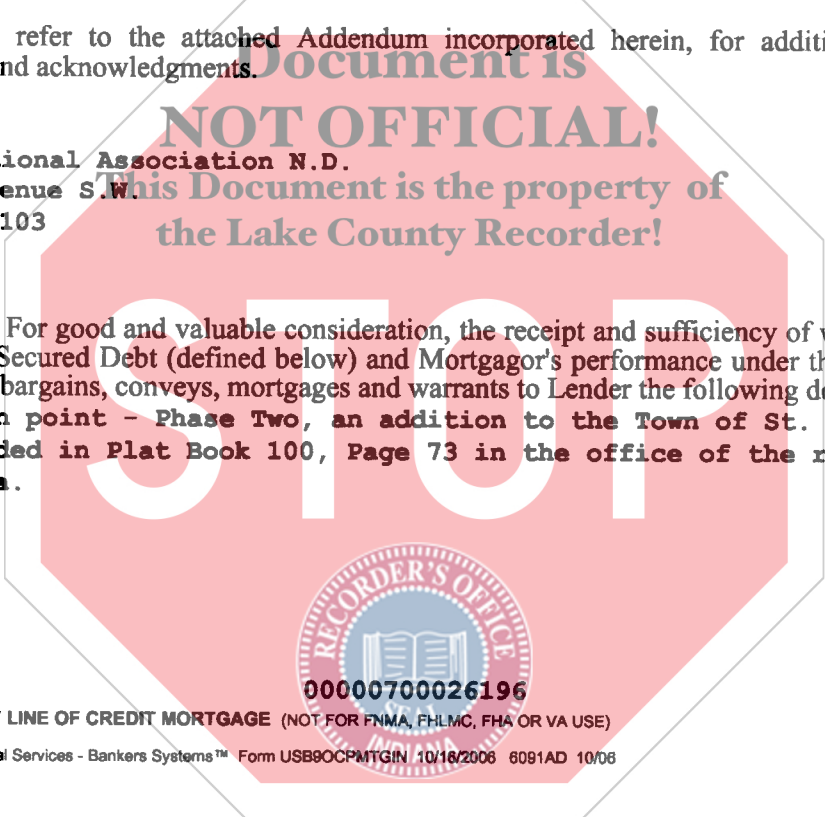 refer to the attached Addendum incorporated herein, for
nd acknowledgments.
Document is
NOT OFFICIAL!
ional Association N.D.
enue S.W.
This Document is the property of
103
the Lake County Recorder!
For good and valuable consideration, the receipt and sufficiency of
Secured Debt (defined below) and Mortgagor's performance under
bargains, conveys, mortgages and warrants to Lender the following
point - Phase Two, an addition to the Town of St.
ded in Plat Book 100, Page 73 in the office of the
a.
STOP
RECORDER'S OFFICE
SEAL
INDIANA
00000700026196
LINE OF CREDIT MORTGAGE (NOT FOR FNMA, FHLMC, FHA OR VA USE)
l Services - Bankers Systems™ Form USB9OCPMTGIN 10/16/2006 6091AD 10/06